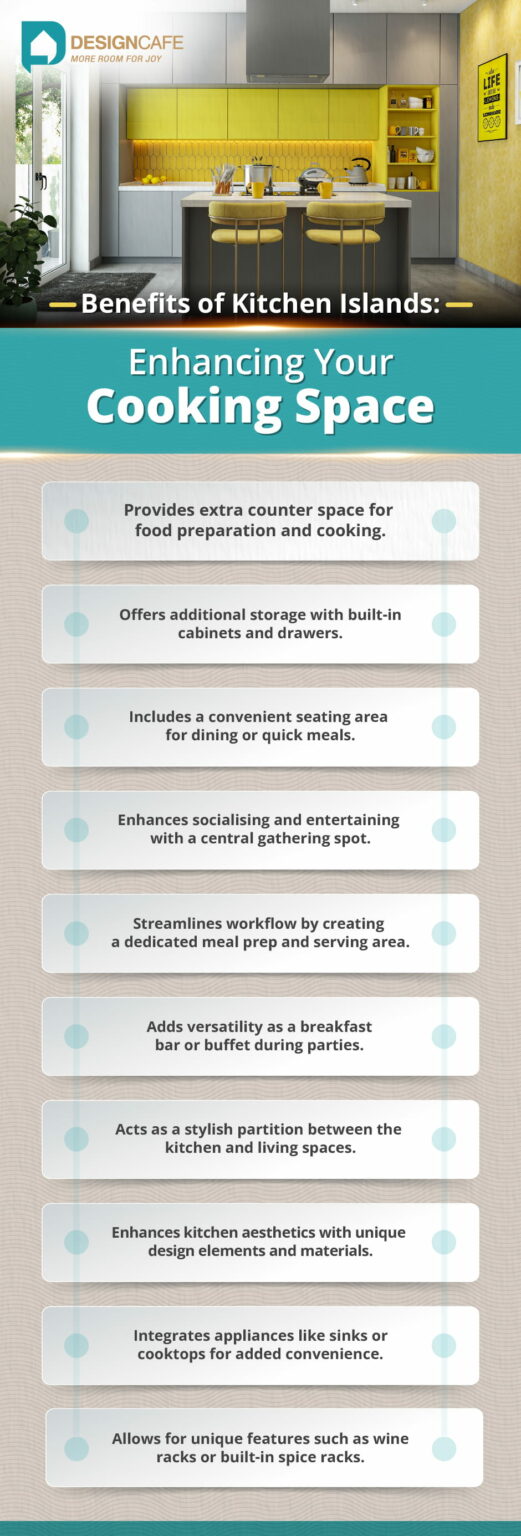 DESIGNCAFE
MORE ROOM FOR JOY
LIFE
Benefits of Kitchen Islands:
Enhancing Your
Cooking Space
Provides extra counter space for
food preparation and cooking.
Offers additional storage with built-in
cabinets and drawers.
Includes a convenient seating area
for dining or quick meals.
Enhances socialising and entertaining
with a central gathering spot.
Streamlines workflow by creating
a dedicated meal prep and serving area.
Adds versatility as a breakfast
bar or buffet during parties.
Acts as a stylish partition between the
kitchen and living spaces.
Enhances kitchen aesthetics with unique
design elements and materials.
Integrates appliances like sinks or
cooktops for added convenience.
Allows for unique features such as wine
racks or built-in spice racks.